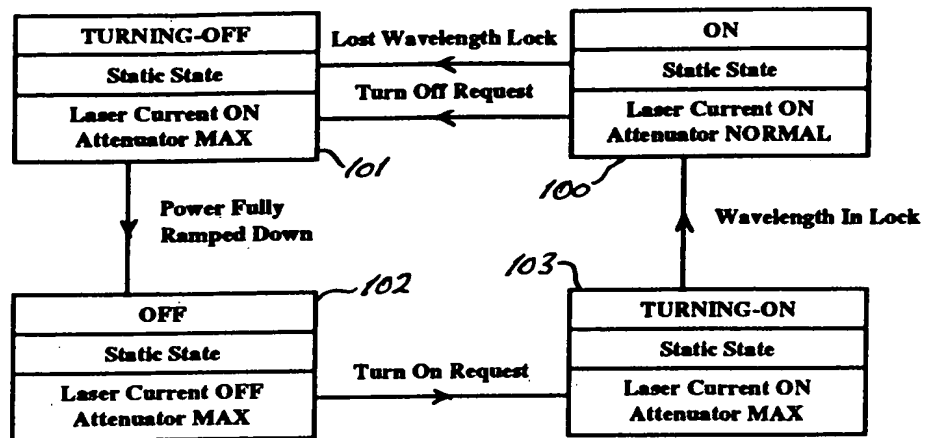 TURNING-OFF
Static State
Laser Current ON
Attenuator MAX
101
Lost Wavelength Lock
Turn Off Request
ON
Static State
Laser Current ON
Attenuator NORMAL
100
Power Fully
Ramped Down
Wavelength In Lock
102
OFF
Static State
Laser Current OFF
Attenuator MAX
Turn On Request
103
TURNING-ON
Static State
Laser Current ON
Attenuator MAX